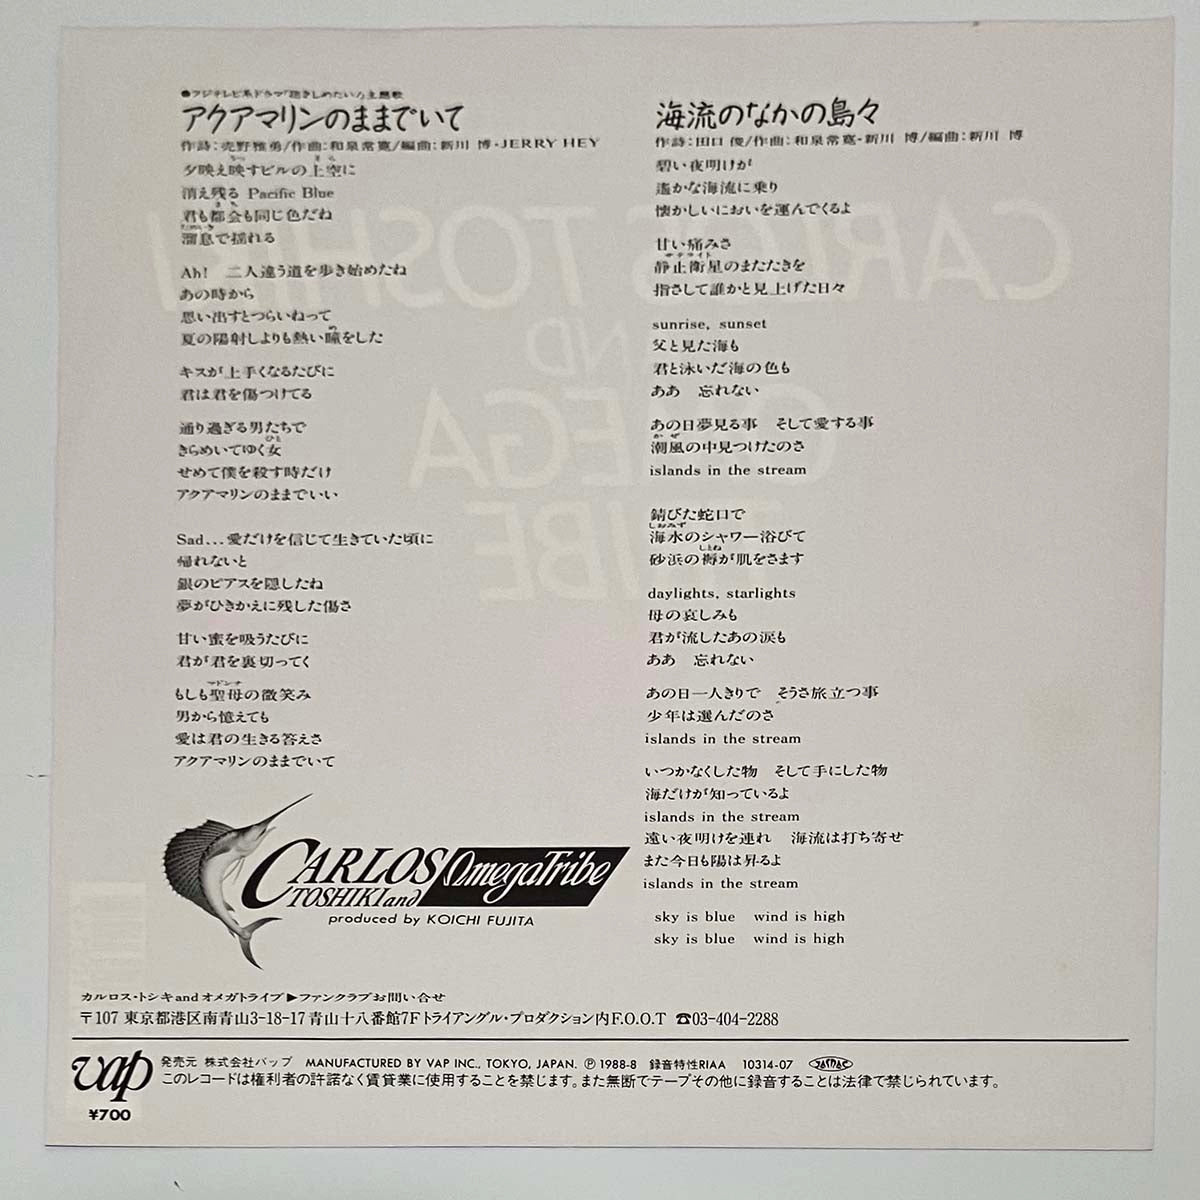 ●フジテレビ系ドラマ「抱きしめたい!」主題歌
アクアマリンのままでいて
作詩:売野雅勇/作曲:和泉常寛/編曲:新川 博・JERRY HEY
夕映え映すビルの上空に
消え残る Pacific Blue
君も都会も同じ色だね
溜息で揺れる
Ah! 二人違う道を歩き始めたね
あの時から
思い出すとつらいねって
夏の陽射しよりも熱い瞳をした
キスが上手くなるたびに
君は君を傷つけてる
通り過ぎる男たちで
きらめいてゆく女
せめて僕を殺す時だけ
アクアマリンのままでいい
Sad…愛だけを信じて生きていた頃に
帰れないと
銀のピアスを隠したね
夢がひきかえに残した傷さ
甘い蜜を吸うたびに
君が君を裏切ってく
もしも聖母の微笑み
男から憶えても
愛は君の生きる答えさ
アクアマリンのままでいて
海流のなかの島々
作詩:田口 俊/作曲:和泉常寛・新川 博/編曲:新川 博
碧い夜明けが
遙かな海流に乗り
懐かしいにおいを運んでくるよ
甘い痛みさ
静止衛星のまたたきを
指さして誰かと見上げた日々
sunrise, sunset
父と見た海も
君と泳いだ海の色も
ああ 忘れない
あの日夢見る事 そして愛する事
潮風の中見つけたのさ
islands in the stream
錆びた蛇口で
海水のシャワー浴びて
砂浜の褥が肌をさます
daylights, starlights
母の哀しみも
君が流したあの涙も
ああ 忘れない
あの日一人きりで そうさ旅立つ事
少年は選んだのさ
islands in the stream
いつかなくした物 そして手にした物
海だけが知っているよ
islands in the stream
遠い夜明けを連れ 海流は打ち寄せ
また今日も陽は昇るよ
islands in the stream
sky is blue wind is high
sky is blue wind is high
CARLOS TOSHIKI and OmegaTribe
produced by KOICHI FUJITA
カルロス・トシキandオメガトライブ▶ファンクラブお問い合せ
〒107 東京都港区南青山3-18-17 青山十八番館7Fトライアングル・プロダクション内F.O.O.T ☎03-404-2288
vap
¥700
発売元 株式会社バップ MANUFACTURED BY VAP INC., TOKYO, JAPAN. Ⓟ 1988-8 録音特性RIAA 10314-07 JASRAC
このレコードは権利者の許諾なく賃貸業に使用することを禁じます。また無断でテープその他に録音することは法律で禁じられています。